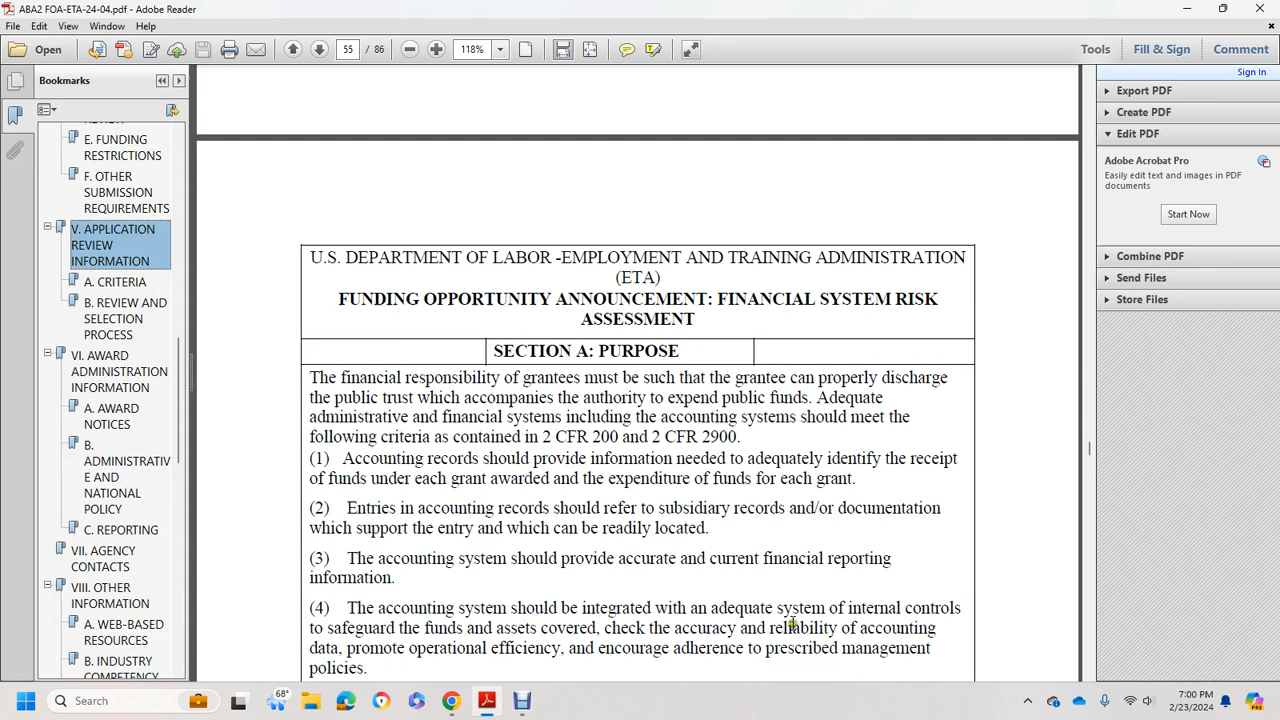 ABA2 FOA-ETA-24-04.pdf - Adobe Reader
File Edit View Window Help
Open 55 / 86 118% Tools Fill & Sign Comment
Bookmarks
Sign In
E. FUNDING
RESTRICTIONS
F. OTHER
SUBMISSION
REQUIREMENTS
V. APPLICATION
REVIEW
INFORMATION
A. CRITERIA
B. REVIEW AND
SELECTION
PROCESS
VI. AWARD
ADMINISTRATION
INFORMATION
A. AWARD
NOTICES
B.
ADMINISTRATIV
E AND
NATIONAL
POLICY
C. REPORTING
VII. AGENCY
CONTACTS
VIII. OTHER
INFORMATION
A. WEB-BASED
RESOURCES
B. INDUSTRY
COMPETENCY
U.S. DEPARTMENT OF LABOR -EMPLOYMENT AND TRAINING ADMINISTRATION
(ETA)
FUNDING OPPORTUNITY ANNOUNCEMENT: FINANCIAL SYSTEM RISK
ASSESSMENT
SECTION A: PURPOSE
The financial responsibility of grantees must be such that the grantee can properly discharge
the public trust which accompanies the authority to expend public funds. Adequate
administrative and financial systems including the accounting systems should meet the
following criteria as contained in 2 CFR 200 and 2 CFR 2900.
(1) Accounting records should provide information needed to adequately identify the receipt
of funds under each grant awarded and the expenditure of funds for each grant.
(2) Entries in accounting records should refer to subsidiary records and/or documentation
which support the entry and which can be readily located.
(3) The accounting system should provide accurate and current financial reporting
information.
(4) The accounting system should be integrated with an adequate system of internal controls
to safeguard the funds and assets covered, check the accuracy and reliability of accounting
data, promote operational efficiency, and encourage adherence to prescribed management
policies.
Export PDF
Create PDF
Edit PDF
Adobe Acrobat Pro
Easily edit text and images in PDF
documents
Start Now
Combine PDF
Send Files
Store Files
Search
68°
7:00 PM
2/23/2024